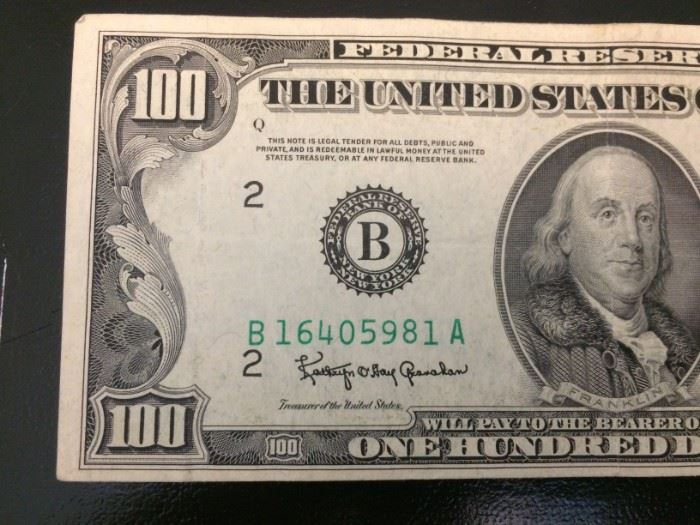 FEDERAL RESER
100
THE UNITED STATES
Q
THIS NOTE IS LEGAL TENDER FOR ALL DEBTS, PUBLIC AND
PRIVATE, AND IS REDEEMABLE IN LAWFUL MONEY AT THE UNITED
STATES TREASURY, OR AT ANY FEDERAL RESERVE BANK.
2
FEDERAL RESERVE
BANK OF
B
NEW YORK
NEW YORK
B 16405981 A
2
Kathryn O'Hay Granahan
Treasurer of the United States.
FRANKLIN
100
100
WILL PAY TO THE BEARER O
ONE HUNDRED D